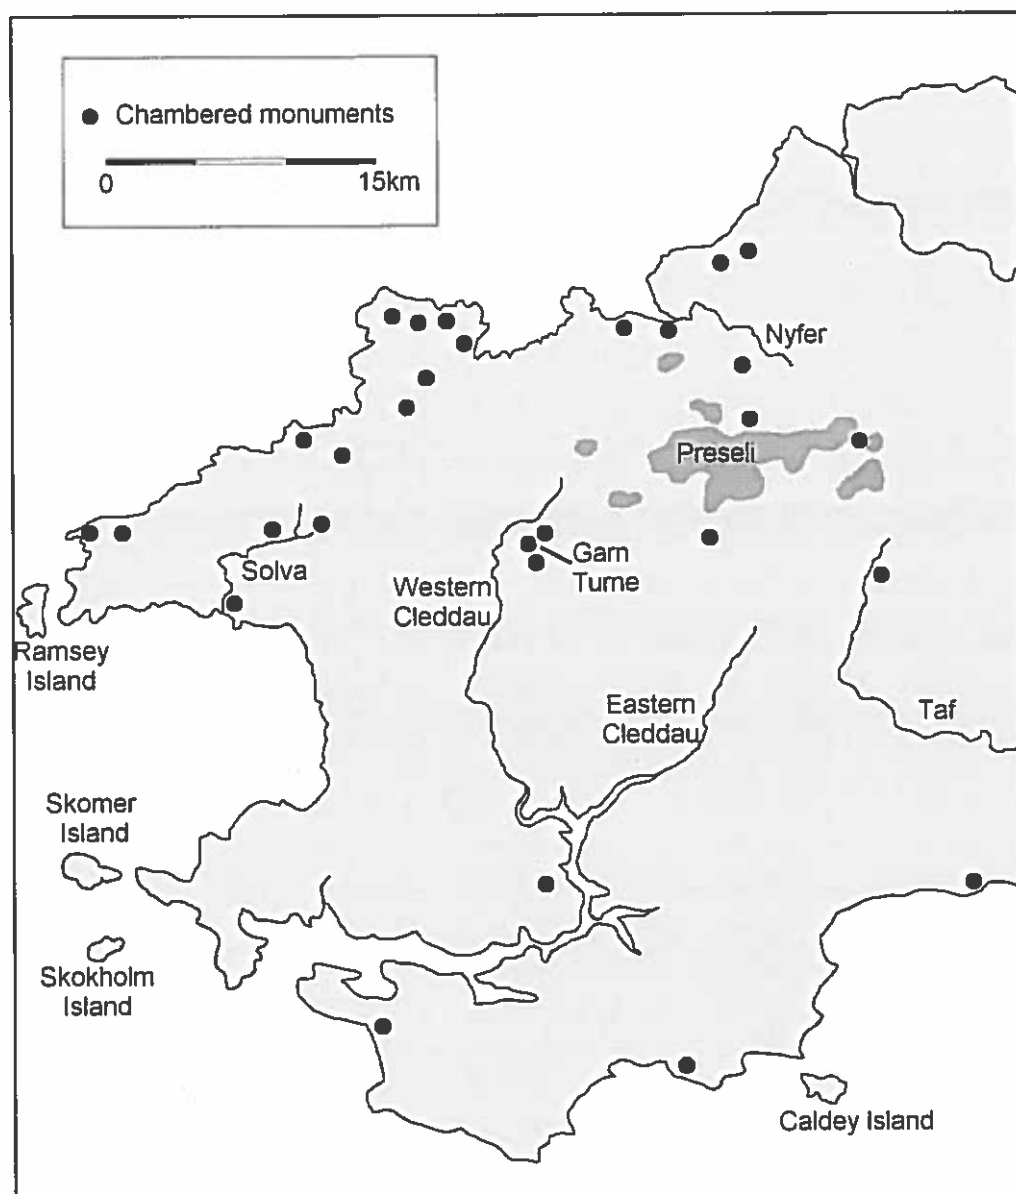 Chambered monuments
0
15km
Nyfer
Preseli
Garn
Turne
Solva
Western
Cleddau
Ramsey
Island
Eastern
Cleddau
Taf
Skomer
Island
Skokholm
Island
Caldey Island